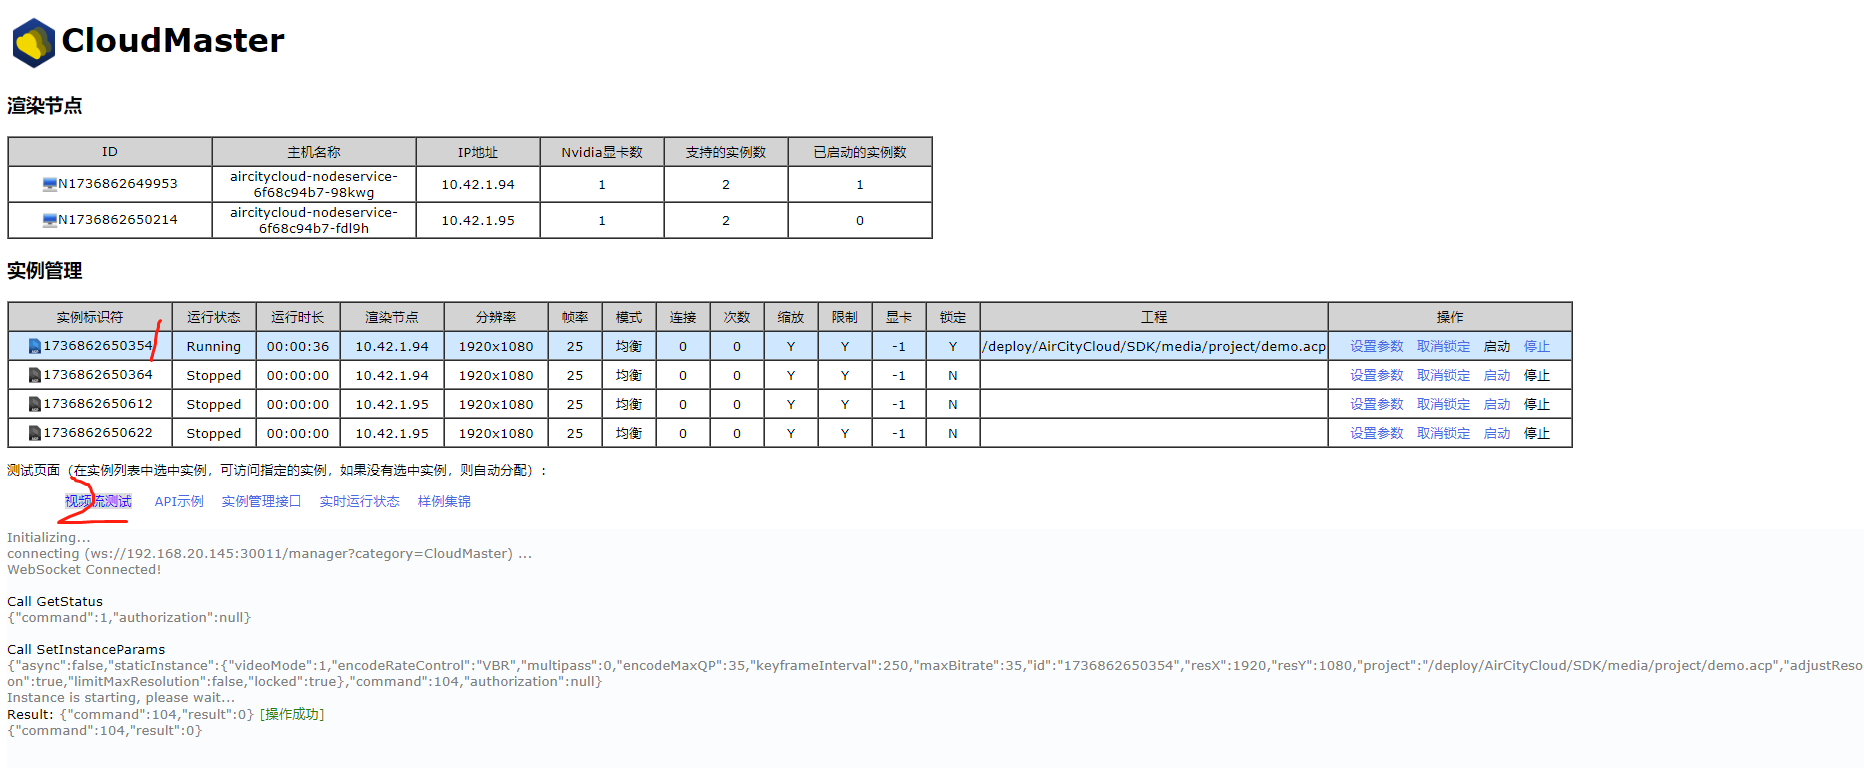 CloudMaster
渲染节点
ID 主机名称 IP地址 Nvidia显卡数 支持的实例数 已启动的实例数
N1736862649953 aircitycloud-nodeservice-6f68c94b7-98kwg 10.42.1.94 1 2 1
N1736862650214 aircitycloud-nodeservice-6f68c94b7-fdl9h 10.42.1.95 1 2 0
实例管理
实例标识符 运行状态 运行时长 渲染节点 分辨率 帧率 模式 连接 次数 缩放 限制 显卡 锁定 工程 操作
1736862650354 Running 00:00:36 10.42.1.94 1920x1080 25 均衡 0 0 Y Y -1 Y /deploy/AirCityCloud/SDK/media/project/demo.acp 设置参数 取消锁定 启动 停止
1736862650364 Stopped 00:00:00 10.42.1.94 1920x1080 25 均衡 0 0 Y Y -1 N 设置参数 取消锁定 启动 停止
1736862650612 Stopped 00:00:00 10.42.1.95 1920x1080 25 均衡 0 0 Y Y -1 N 设置参数 取消锁定 启动 停止
1736862650622 Stopped 00:00:00 10.42.1.95 1920x1080 25 均衡 0 0 Y Y -1 N 设置参数 取消锁定 启动 停止
1
测试页面（在实例列表中选中实例，可访问指定的实例，如果没有选中实例，则自动分配）：
视频流测试 API示例 实例管理接口 实时运行状态 样例集锦
2
Initializing...
connecting (ws://192.168.20.145:30011/manager?category=CloudMaster) ...
WebSocket Connected!
Call GetStatus
{"command":1,"authorization":null}
Call SetInstanceParams
{"async":false,"staticInstance":{"videoMode":1,"encodeRateControl":"VBR","multipass":0,"encodeMaxQP":35,"keyframeInterval":250,"maxBitrate":35,"id":"1736862650354","resX":1920,"resY":1080,"project":"/deploy/AirCityCloud/SDK/media/project/demo.acp","adjustReso
on":true,"limitMaxResolution":false,"locked":true},"command":104,"authorization":null}
Instance is starting, please wait...
Result: {"command":104,"result":0} [操作成功]
{"command":104,"result":0}